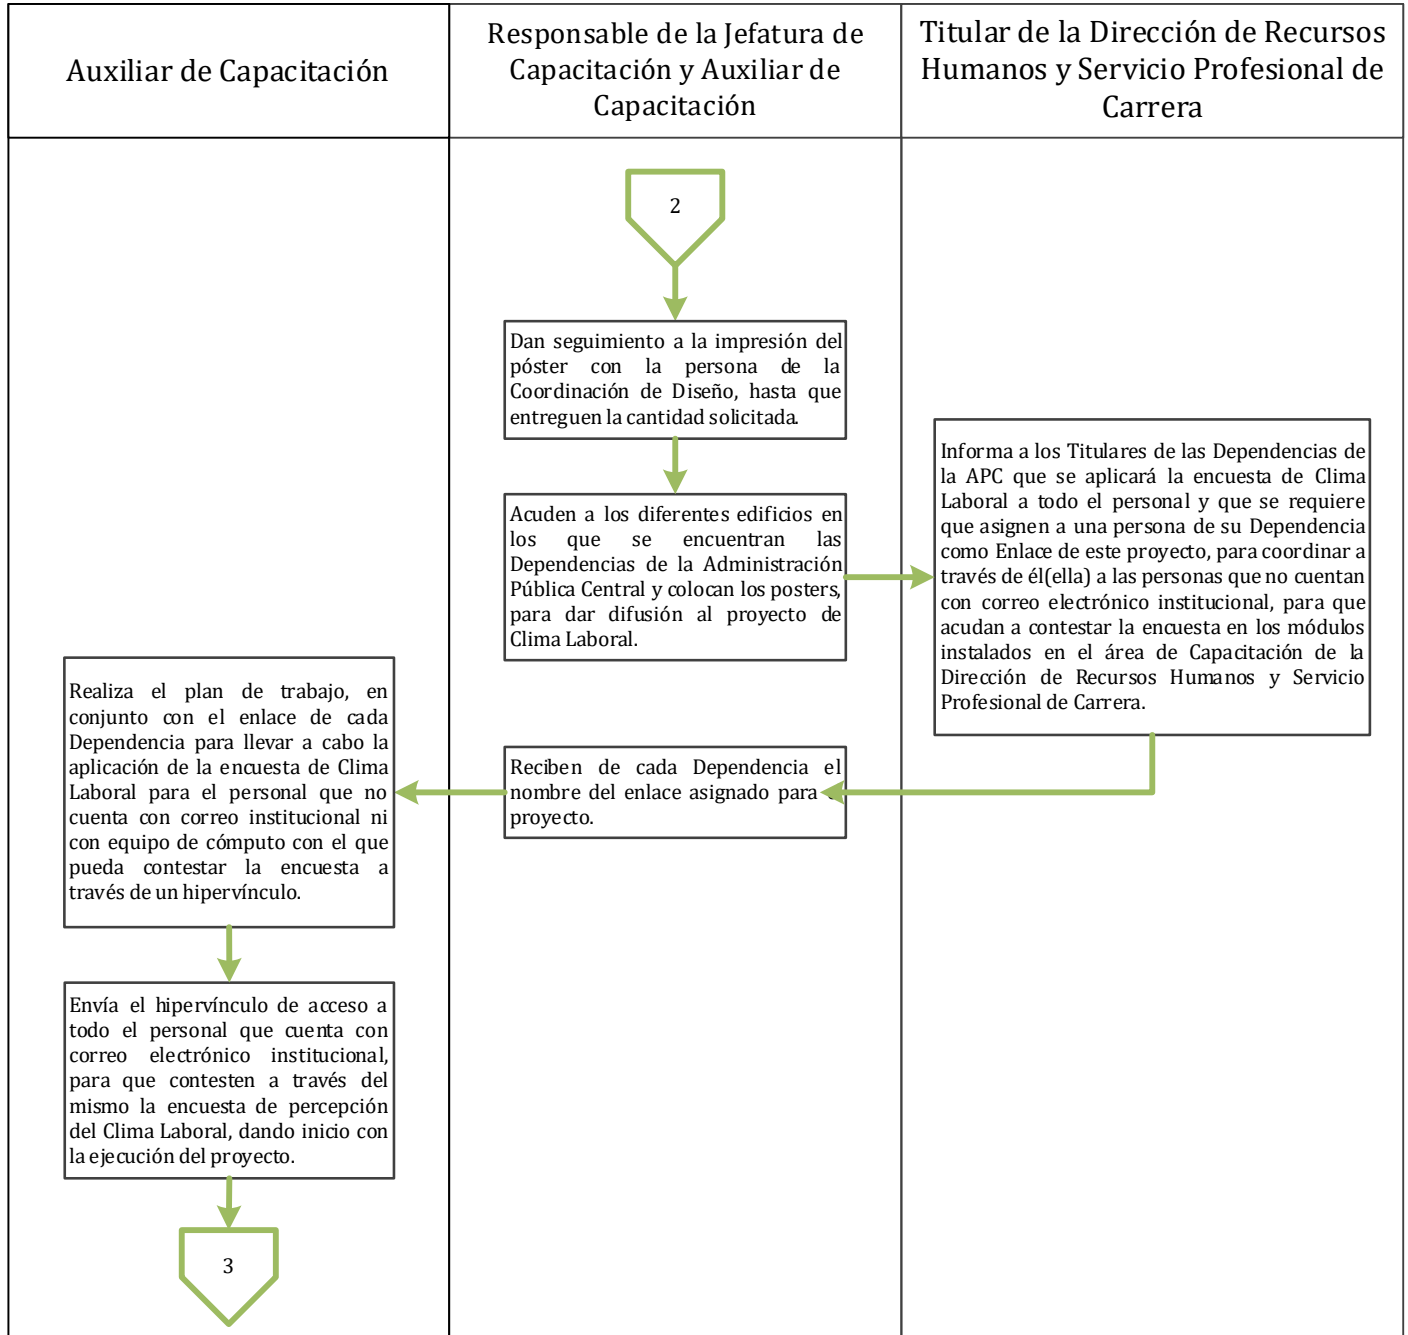 Auxiliar de Capacitación
Responsable de la Jefatura de
Capacitación y Auxiliar de
Capacitación
Titular de la Dirección de Recursos
Humanos y Servicio Profesional de
Carrera
2
Dan seguimiento a la impresión del
póster con la persona de la
Coordinación de Diseño, hasta que
entreguen la cantidad solicitada.
Acuden a los diferentes edificios en
los que se encuentran las
Dependencias de la Administración
Pública Central y colocan los posters,
para dar difusión al proyecto de
Clima Laboral.
Informa a los Titulares de las Dependencias de
la APC que se aplicará la encuesta de Clima
Laboral a todo el personal y que se requiere
que asignen a una persona de su Dependencia
como Enlace de este proyecto, para coordinar a
través de él(ella) a las personas que no cuentan
con correo electrónico institucional, para que
acudan a contestar la encuesta en los módulos
instalados en el área de Capacitación de la
Dirección de Recursos Humanos y Servicio
Profesional de Carrera.
Reciben de cada Dependencia el
nombre del enlace asignado para
proyecto.
Realiza el plan de trabajo, en
conjunto con el enlace de cada
Dependencia para llevar a cabo la
aplicación de la encuesta de Clima
Laboral para el personal que no
cuenta con correo institucional ni
con equipo de cómputo con el que
pueda contestar la encuesta a
través de un hipervínculo.
Envía el hipervínculo de acceso a
todo el personal que cuenta con
correo electrónico institucional,
para que contesten a través del
mismo la encuesta de percepción
del Clima Laboral, dando inicio con
la ejecución del proyecto.
3